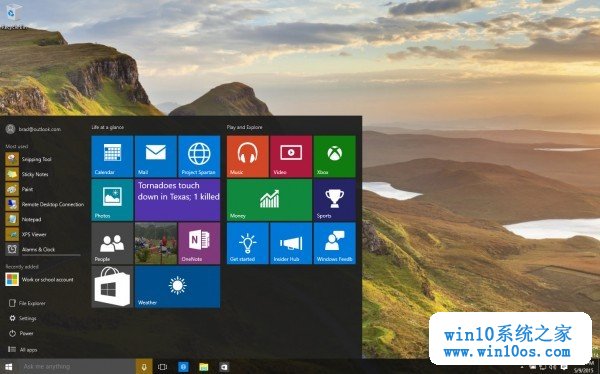 brad@outlook.com
Life at a glance
Play and Explore
Most used
Snipping Tool
Sticky Notes
Paint
Remote Desktop Connection
Notepad
XPS Viewer
Alarms & Clock
Recently added
Work or school account
File Explorer
Settings
Power
All apps
Calendar
Mail
Project Spartan
Music
Video
Xbox
Photos
Tornadoes touch
down in Texas; 1 killed
Money
Sports
People
OneNote
Get started
Insider Hub
Windows Feedb
Weather
Ask me anything
5/9/2015
win10系统之家
www.win10os.com